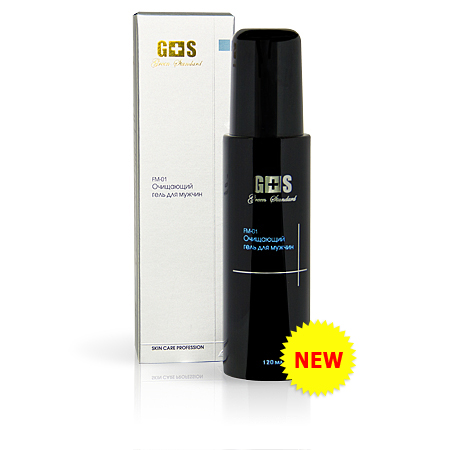 G+S
Green Standard
FM-01
Очищающий
гель для мужчин
SKIN CARE PROFESSION
G+S
Green Standard
FM-01
Очищающий
гель для мужчин
120 мл
NEW